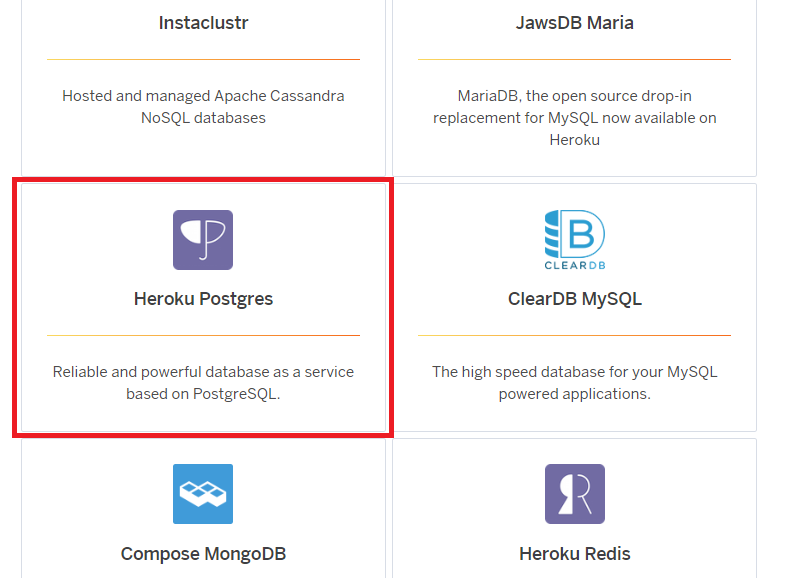 Instaclustr
Hosted and managed Apache Cassandra
NoSQL databases
JawsDB Maria
MariaDB, the open source drop-in
replacement for MySQL now available on
Heroku
Heroku Postgres
Reliable and powerful database as a service
based on PostgreSQL.
B
CLEARDB
ClearDB MySQL
The high speed database for your MySQL
powered applications.
Compose MongoDB
R
Heroku Redis